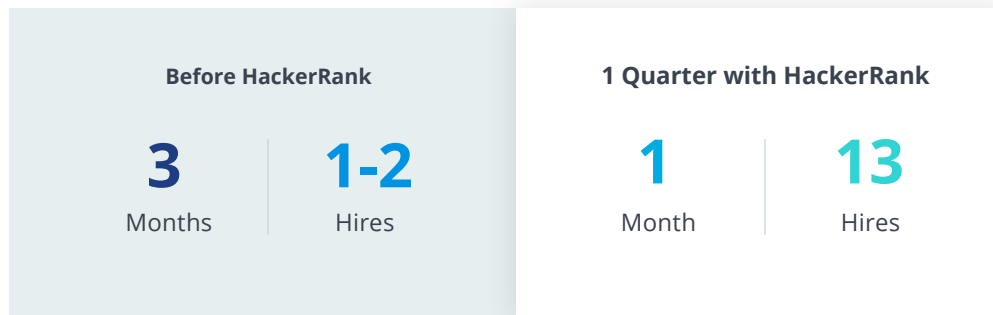 Before HackerRank
3
1-2
Months
Hires
1 Quarter with HackerRank
1
13
Month
Hires